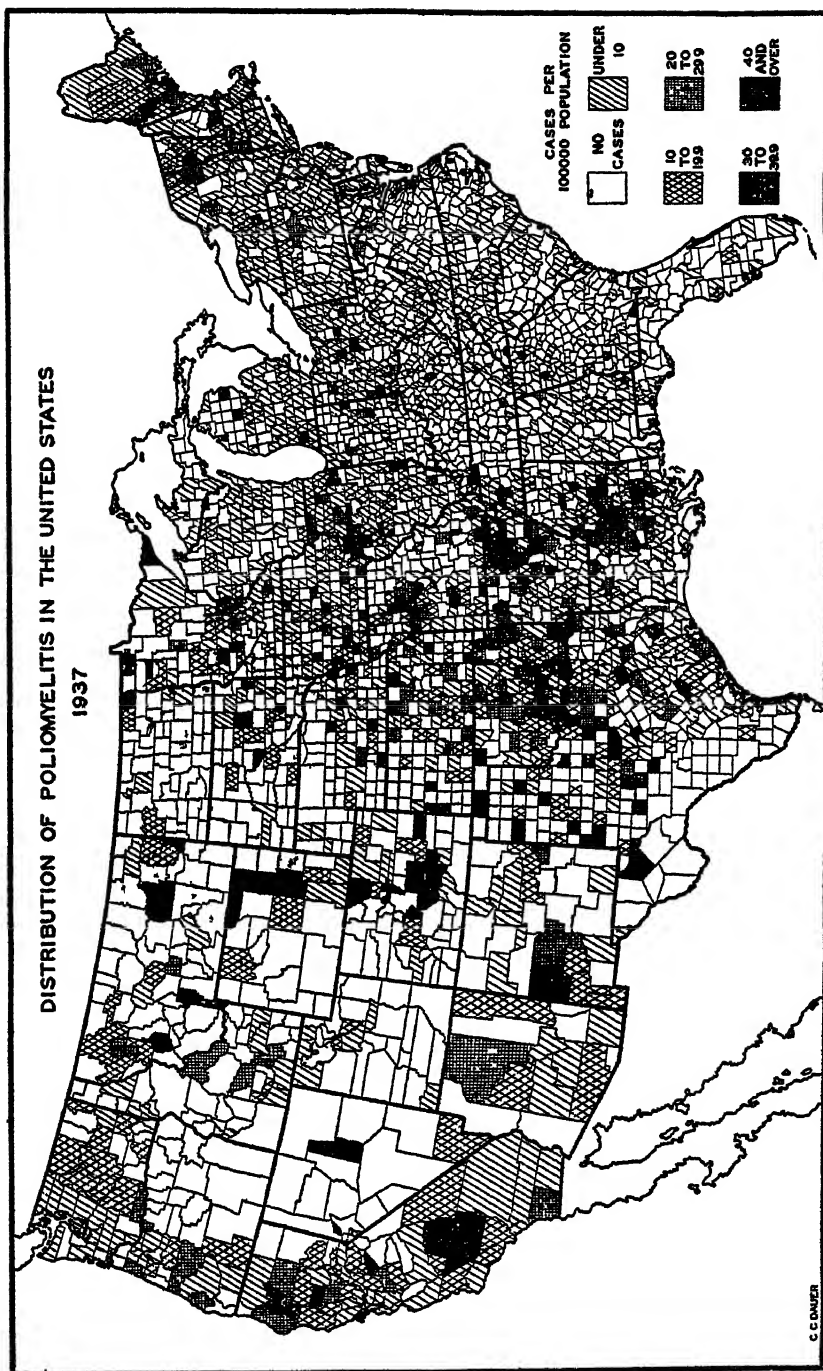 DISTRIBUTION OF POLIOMYELITIS IN THE UNITED STATES
1937
CASES PER
100000 POPULATION
NO
CASES
UNDER
10
10
TO
19.9
20
TO
29.9
30
TO
39.9
40
AND
OVER
C C DAUER